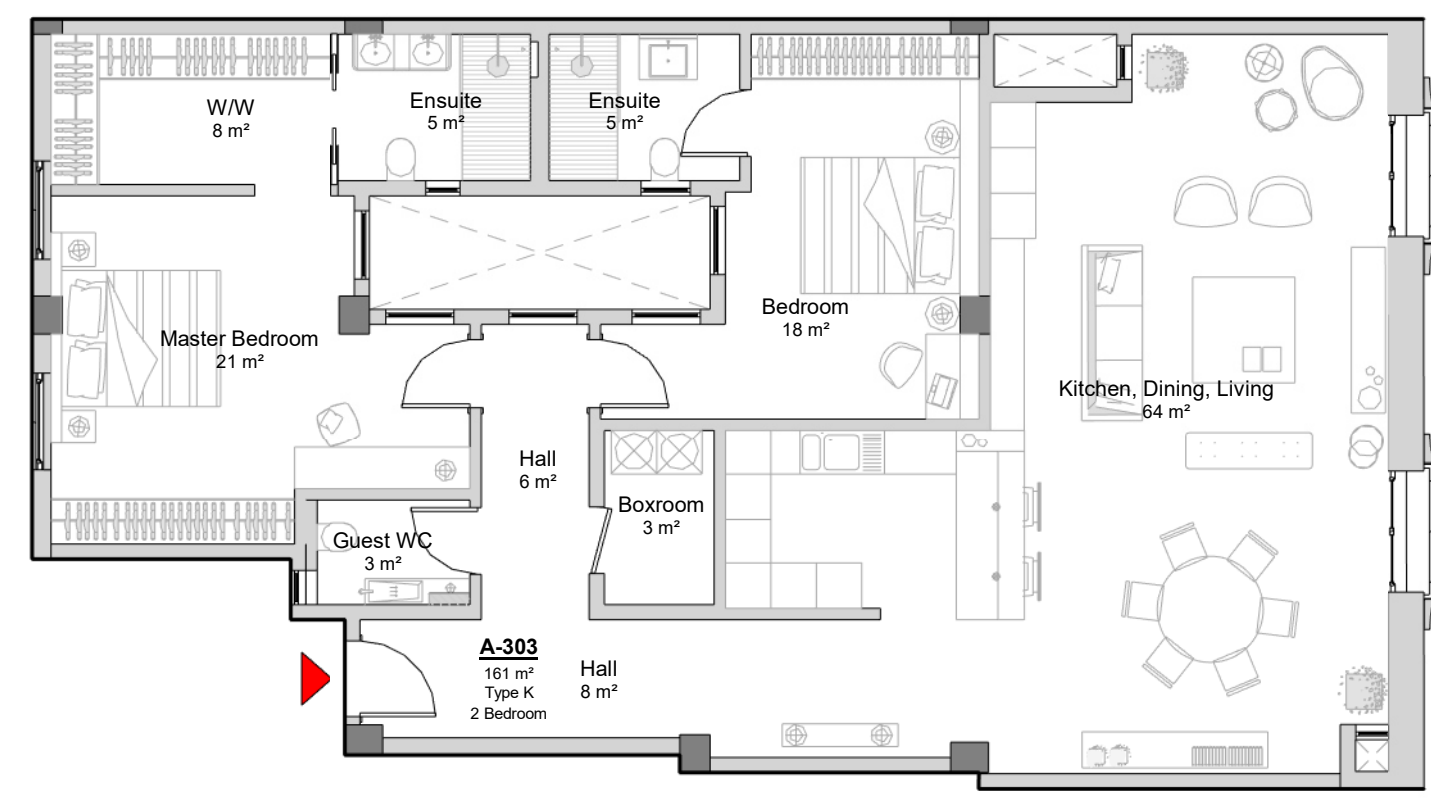 W/W
8 m²
Ensuite
5 m²
Ensuite
5 m²
Master Bedroom
21 m²
Bedroom
18 m²
Kitchen, Dining, Living
64 m²
Hall
6 m²
Boxroom
3 m²
Guest WC
3 m²
A-303
161 m²
Type K
2 Bedroom
Hall
8 m²